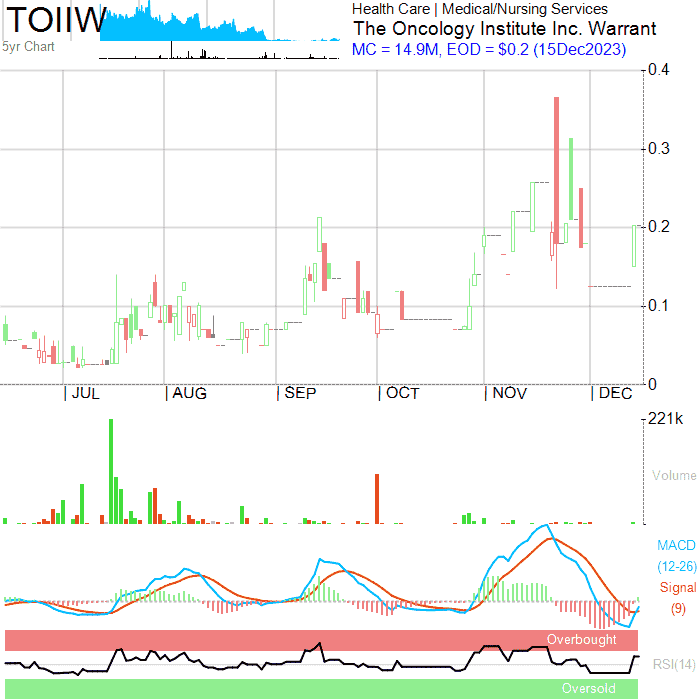 TOIIW
5yr Chart
Health Care | Medical/Nursing Services
The Oncology Institute Inc. Warrant
MC = 14.9M, EOD = $0.2 (15Dec2023)
0.4
0.3
0.2
0.1
0
| JUL | AUG | SEP | OCT | NOV | DEC
221k
Volume
MACD
(12-26)
Signal
(9)
Overbought
RSI(14)
Oversold